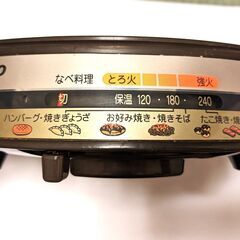 なべ料理 とろ火 強火
切 保温 120・180・240
ハンバーグ・焼きぎょうざ お好み焼き・焼きそば たこ焼き・焼